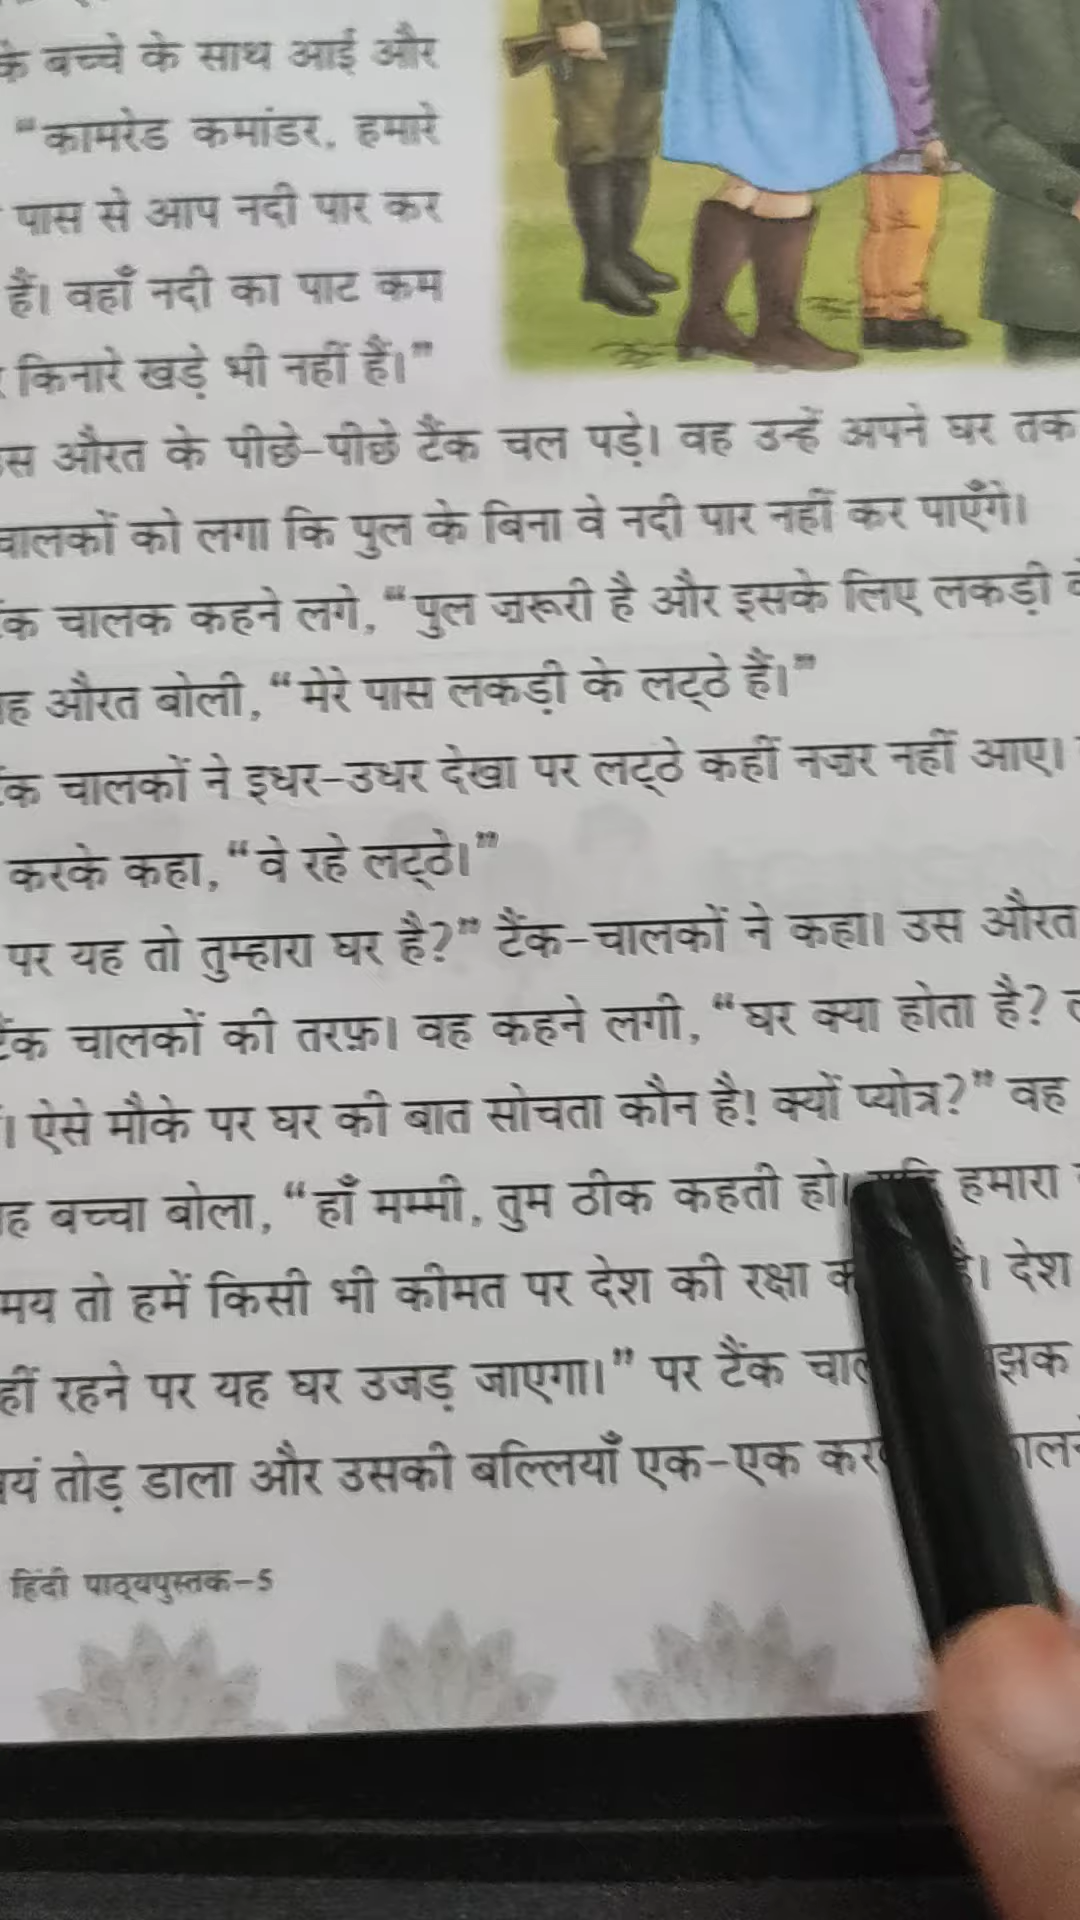 के बच्चे के साथ आई और
“कामरेड कमांडर, हमारे
पास से आप नदी पार कर
हैं। वहाँ नदी का पाट कम
किनारे खड़े भी नहीं हैं।”
औरत के पीछे-पीछे टैंक चल पड़े। वह उन्हें अपने घर तक
चालकों को लगा कि पुल के बिना वे नदी पार नहीं कर पाएँगे।
चालक कहने लगे, “पुल ज़रूरी है और इसके लिए लकड़ी
औरत बोली, “मेरे पास लकड़ी के लट्ठे हैं।”
चालकों ने इधर-उधर देखा पर लट्ठे कहीं नज़र नहीं आए।
करके कहा, “वे रहे लट्ठे।”
पर यह तो तुम्हारा घर है?” टैंक-चालकों ने कहा। उस औरत
चालकों की तरफ़। वह कहने लगी, “घर क्या होता है?
। ऐसे मौके पर घर की बात सोचता कौन है! क्यों प्योत्र?” वह
बच्चा बोला, “हाँ मम्मी, तुम ठीक कहती हो। हमारा
तो हमें किसी भी कीमत पर देश की रक्षा है। देश
रहने पर यह घर उजड़ जाएगा।” पर टैंक
तोड़ डाला और उसकी बल्लियाँ एक-एक
हिंदी पाठ्यपुस्तक-5